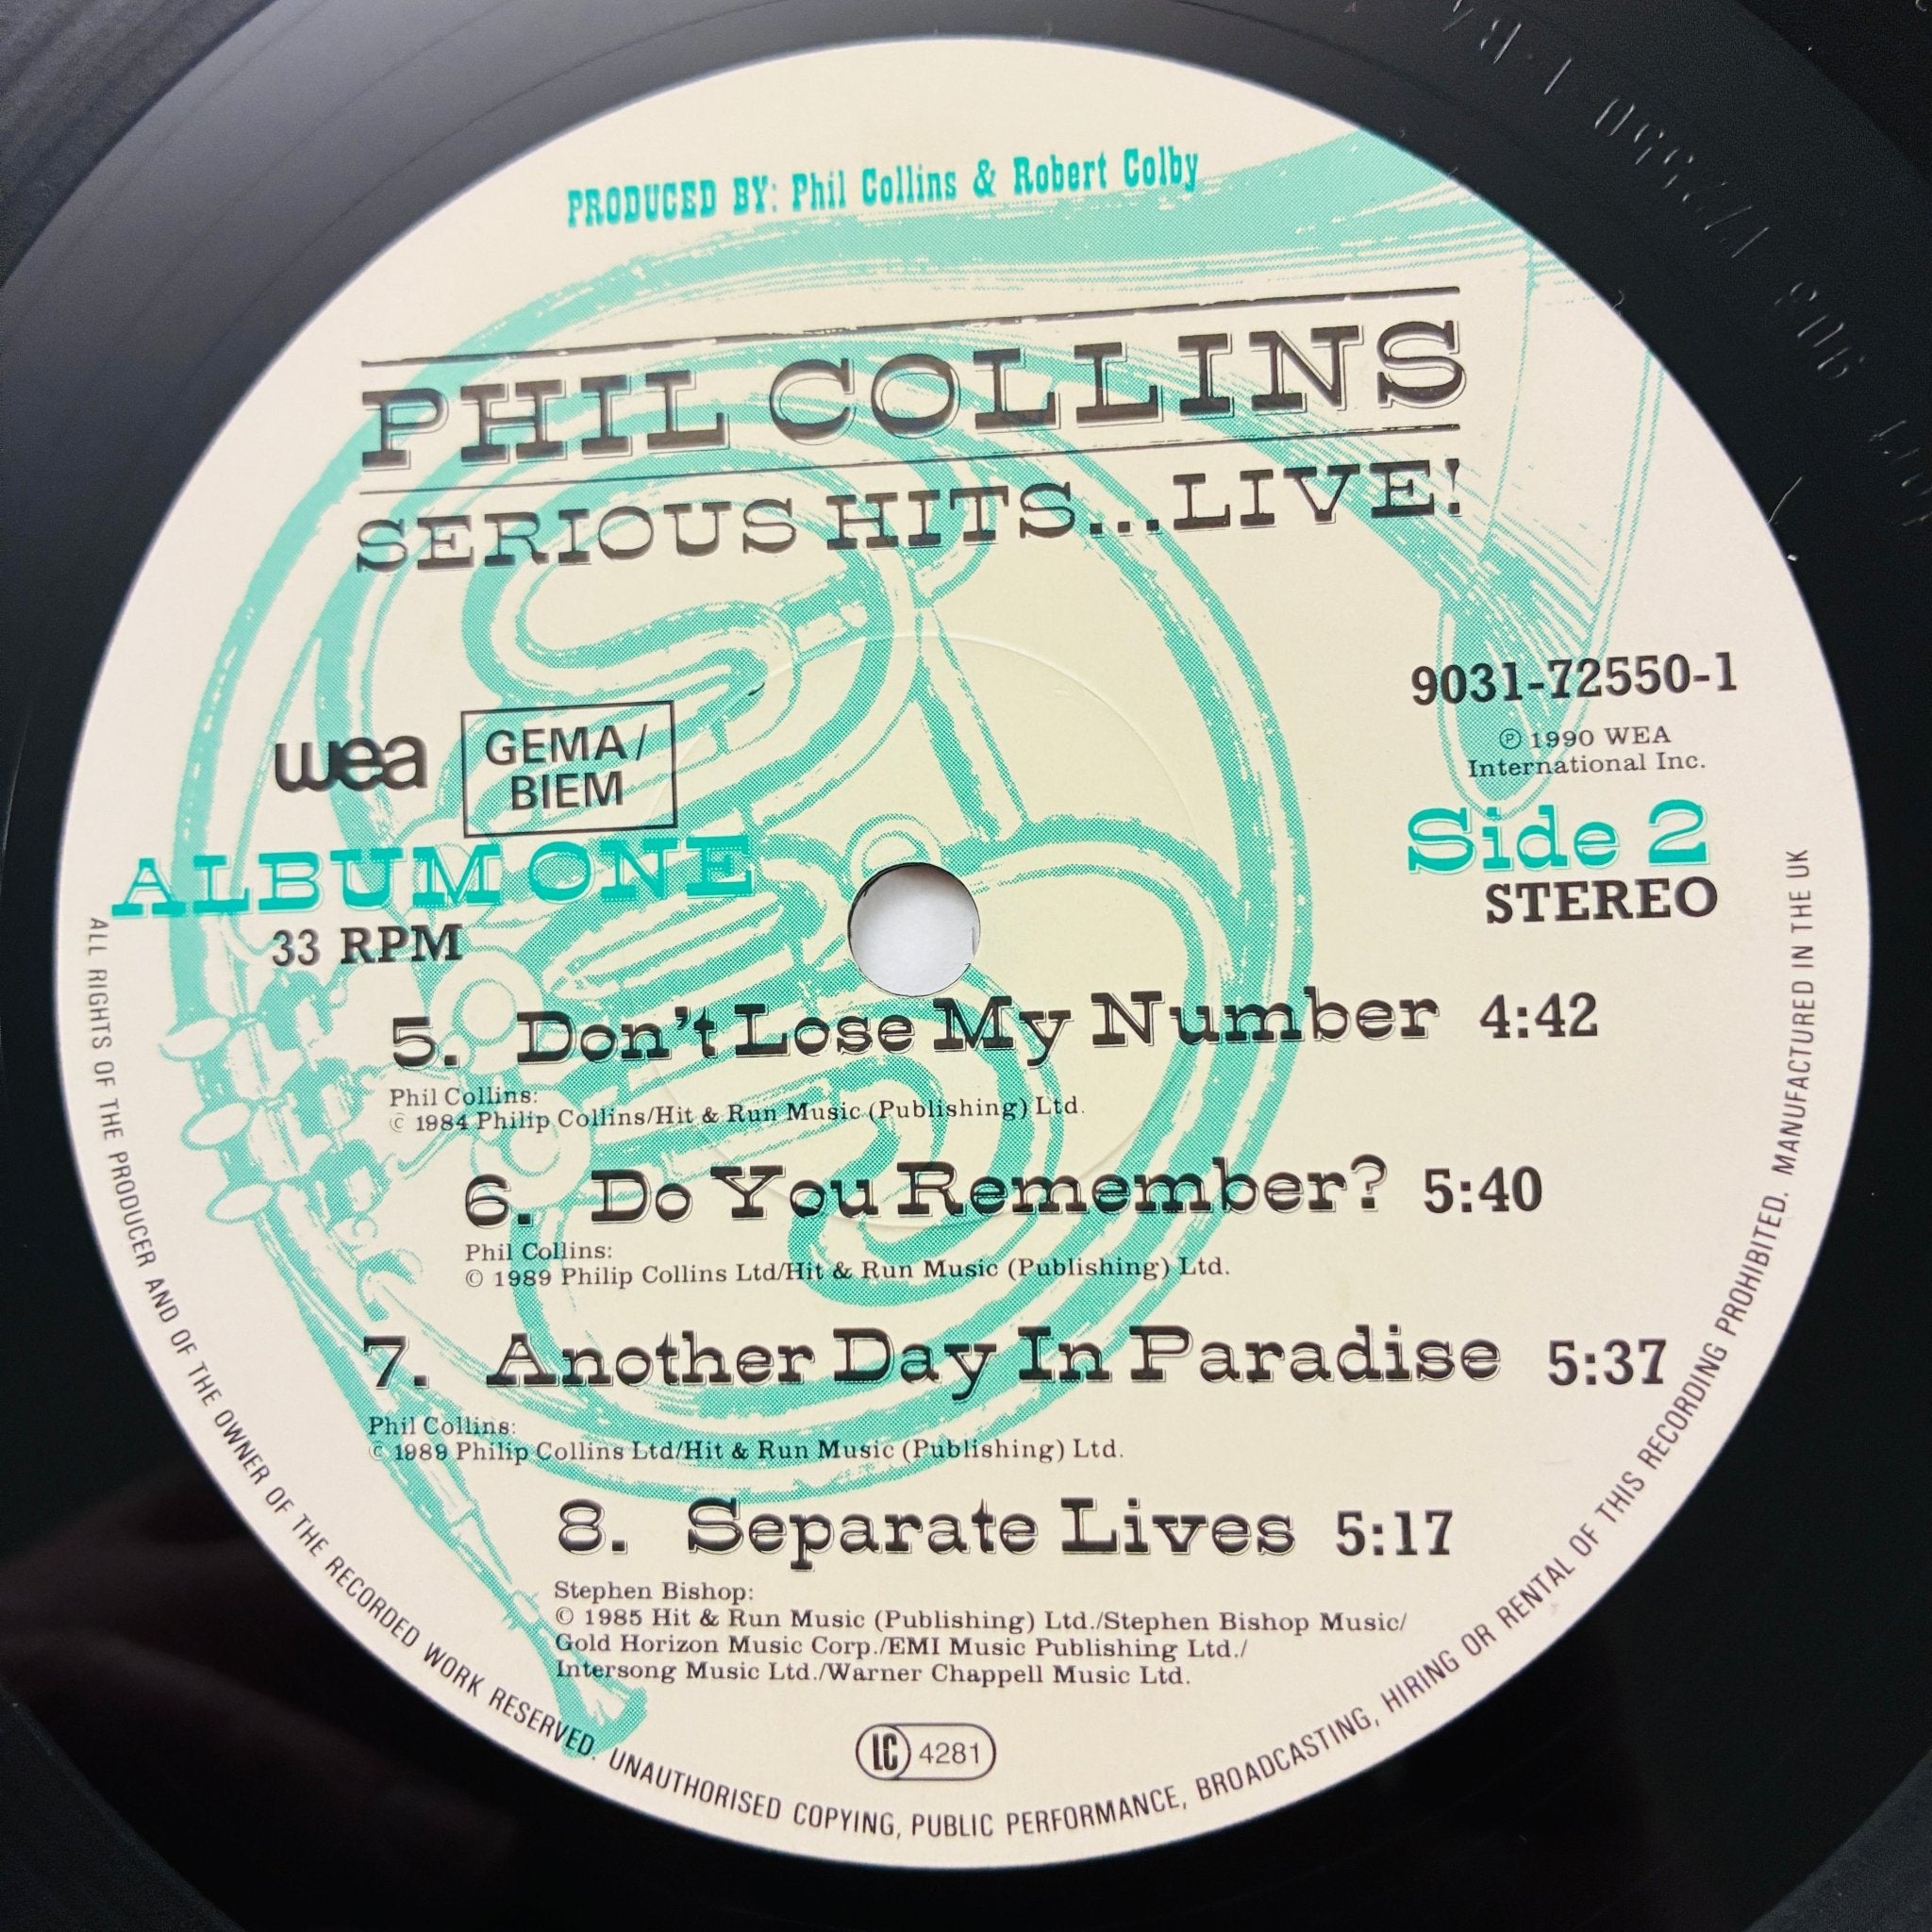 PRODUCED BY: Phil Collins & Robert Colby
PHIL COLLINS
SERIOUS HITS...LIVE!
9031-72550-1
℗ 1990 WEA
International Inc.
wea
GEMA/
BIEM
ALBUM ONE
33 RPM
Side 2
STEREO
5. Don't Lose My Number 4:42
Phil Collins:
© 1984 Philip Collins/Hit & Run Music (Publishing) Ltd.
6. Do You Remember? 5:40
Phil Collins:
© 1989 Philip Collins Ltd/Hit & Run Music (Publishing) Ltd.
7. Another Day In Paradise 5:37
Phil Collins:
© 1989 Philip Collins Ltd/Hit & Run Music (Publishing) Ltd.
8. Separate Lives 5:17
Stephen Bishop:
© 1985 Hit & Run Music (Publishing) Ltd./Stephen Bishop Music/
Gold Horizon Music Corp./EMI Music Publishing Ltd./
Intersong Music Ltd./Warner Chappell Music Ltd.
LC 4281
ALL RIGHTS OF THE PRODUCER AND OF THE OWNER OF THE RECORDED WORK RESERVED. UNAUTHORISED COPYING, PUBLIC PERFORMANCE, BROADCASTING, HIRING OR RENTAL OF THIS RECORDING PROHIBITED. MANUFACTURED IN THE UK